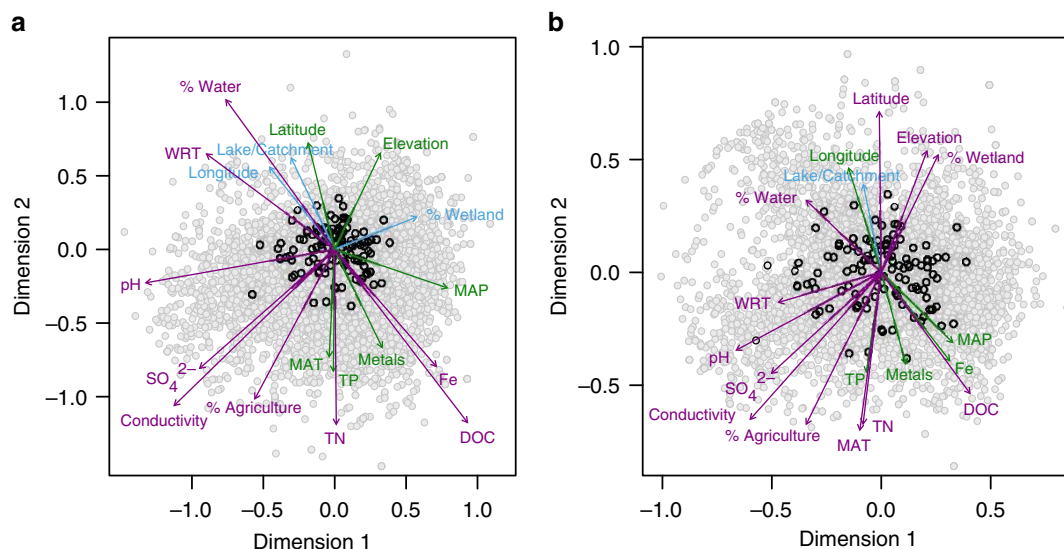 a
% Water
Latitude
Lake/Catchment
Elevation
WRT
Longitude
% Wetland
pH
MAP
SO4 2–
MAT
Metals
TP
Fe
Conductivity
% Agriculture
TN
DOC
1.0
0.5
0.0
–0.5
–1.0
Dimension 2
–1.0
–0.5
0.0
0.5
1.0
Dimension 1
b
Latitude
Elevation
Longitude
% Wetland
Lake/Catchment
% Water
WRT
pH
MAP
SO4 2–
TP
Metals
Fe
Conductivity
DOC
% Agriculture
TN
MAT
1.0
0.5
0.0
–0.5
Dimension 2
–1.0
–0.5
0.0
0.5
Dimension 1